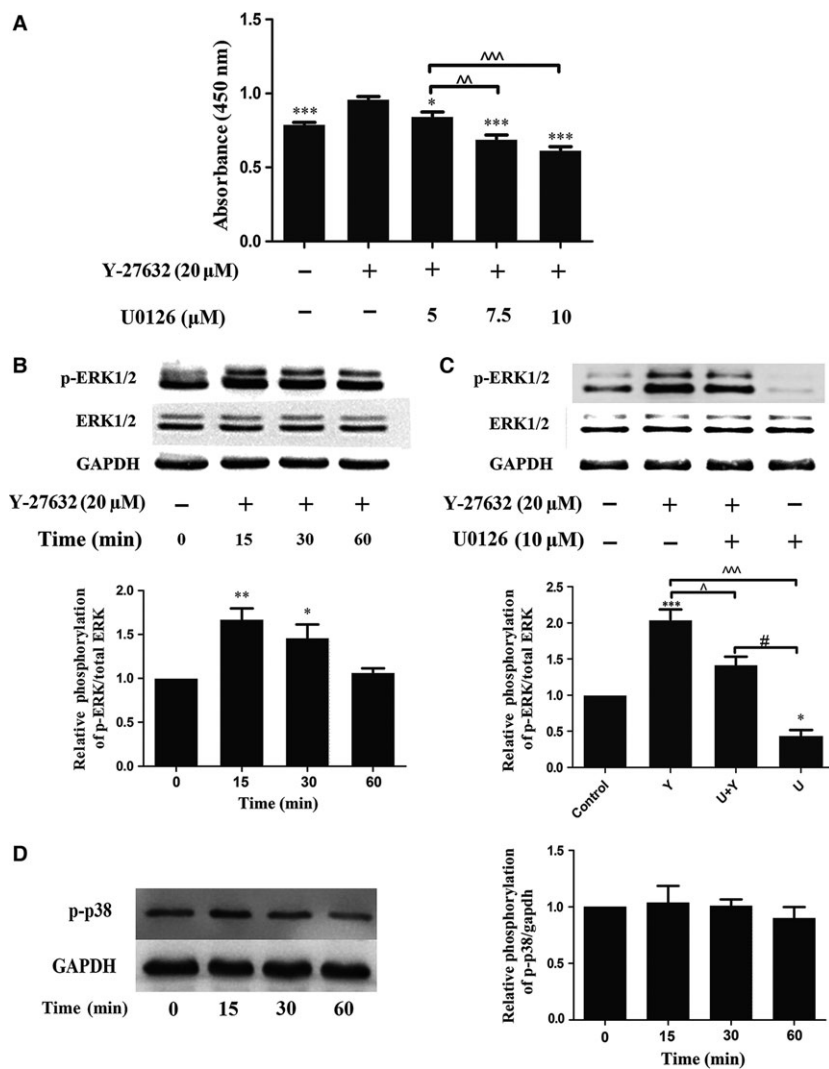 A
^^^
^^
*** * *** ***
Absorbance (450 nm)
1.5
1.0
0.5
0.0
Y-27632 (20 μM) – + + + +
U0126 (μM) – – 5 7.5 10
B
p-ERK1/2
ERK1/2
GAPDH
Y-27632 (20 μM) – + + +
Time (min) 0 15 30 60
Relative phosphorylation
of p-ERK/total ERK
2.0
1.5
1.0
0.5
0.0
** *
0 15 30 60
Time (min)
C
p-ERK1/2
ERK1/2
GAPDH
Y-27632 (20 μM) – + + –
U0126 (10 μM) – – + +
Relative phosphorylation
of p-ERK/total ERK
2.5
2.0
1.5
1.0
0.5
0.0
^^^
^
***
#
*
Control Y U+Y U
D
p-p38
GAPDH
Time (min) 0 15 30 60
Relative phosphorylation
of p-p38/gapdh
1.5
1.0
0.5
0.0
0 15 30 60
Time (min)